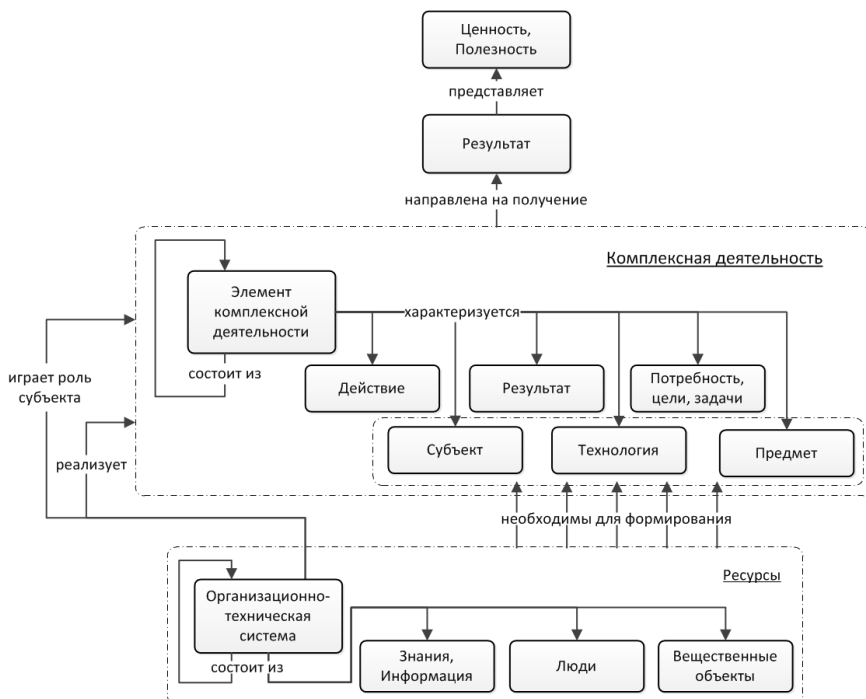 Ценность,
Полезность
представляет
Результат
направлена на получение
Комплексная деятельность
Элемент
комплексной
деятельности
характеризуется
состоит из
играет роль
субъекта
Действие
Результат
Потребность,
цели, задачи
Субъект
Технология
Предмет
реализует
необходимы для формирования
Ресурсы
Организационно-
техническая
система
состоит из
Знания,
Информация
Люди
Вещественные
объекты